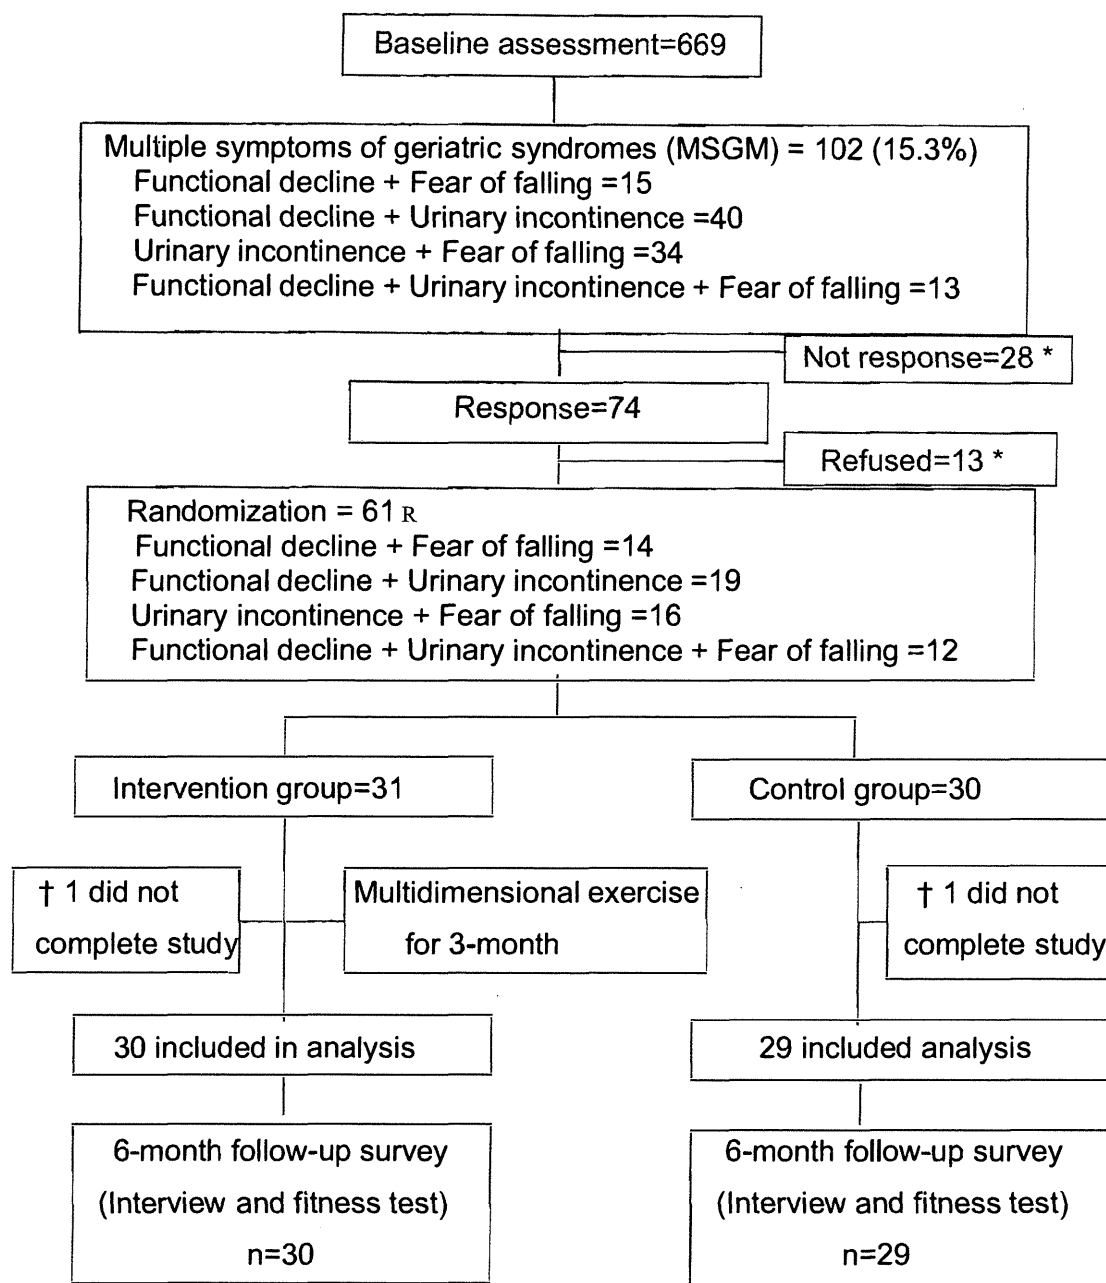 Baseline assessment=669
Multiple symptoms of geriatric syndromes (MSGM) = 102 (15.3%)
Functional decline + Fear of falling =15
Functional decline + Urinary incontinence =40
Urinary incontinence + Fear of falling =34
Functional decline + Urinary incontinence + Fear of falling =13
Not response=28 *
Response=74
Refused=13 *
Randomization = 61 R
Functional decline + Fear of falling =14
Functional decline + Urinary incontinence =19
Urinary incontinence + Fear of falling =16
Functional decline + Urinary incontinence + Fear of falling =12
Intervention group=31
Control group=30
† 1 did not
complete study
Multidimensional exercise
for 3-month
† 1 did not
complete study
30 included in analysis
29 included analysis
6-month follow-up survey
(Interview and fitness test)
n=30
6-month follow-up survey
(Interview and fitness test)
n=29